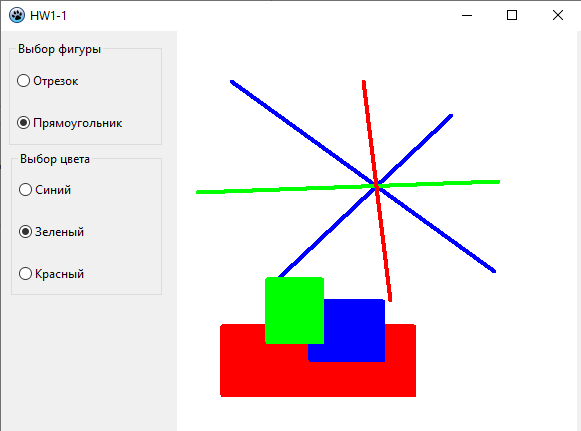 HW1-1
Выбор фигуры
Отрезок
Прямоугольник
Выбор цвета
Синий
Зеленый
Красный